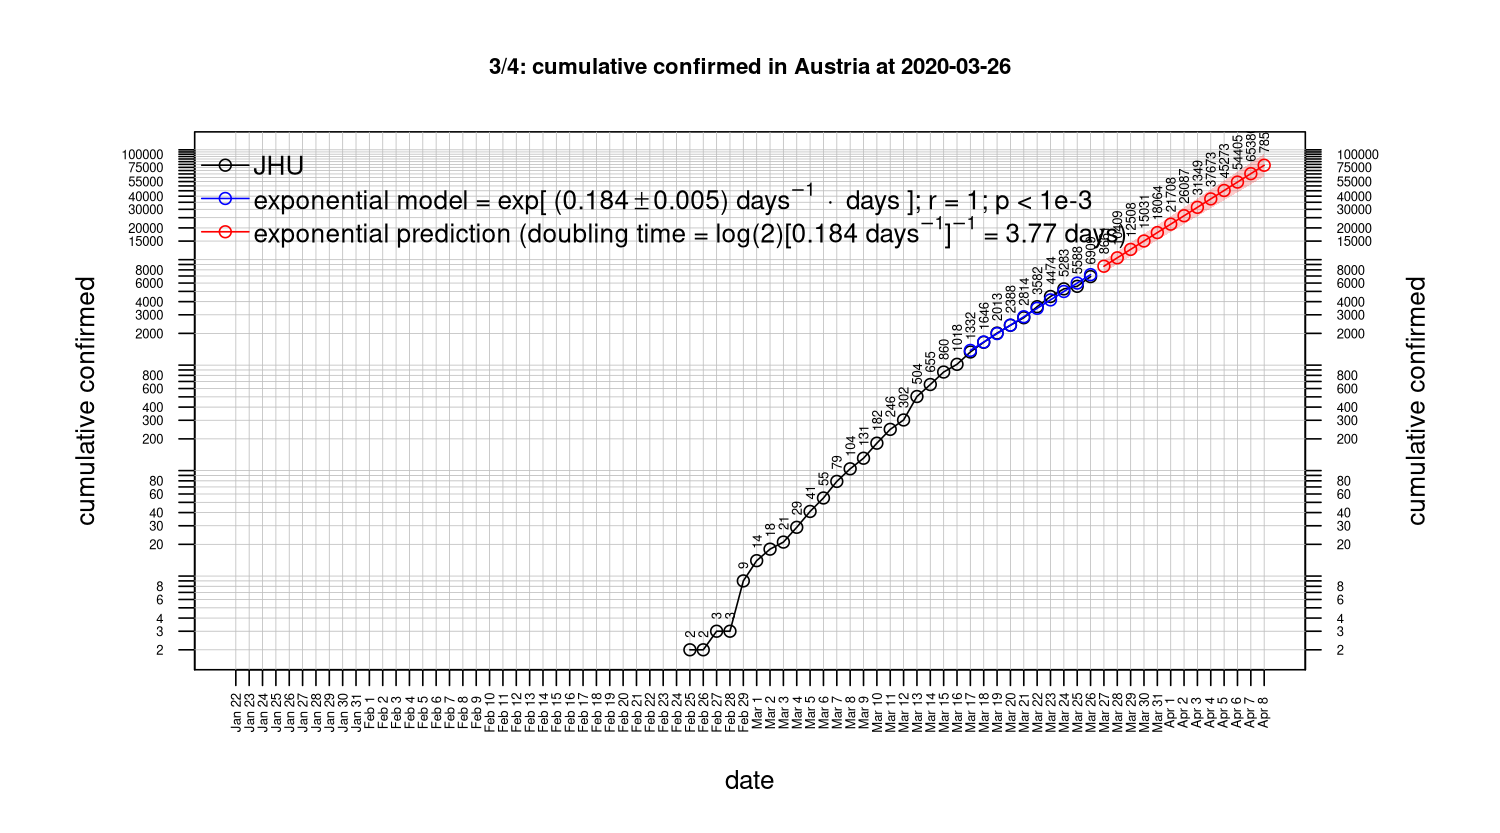 3/4: cumulative confirmed in Austria at 2020-03-26
JHU
exponential model = exp[ (0.184±0.005) days⁻¹ · days ]; r = 1; p < 1e-3
exponential prediction (doubling time = log(2)[0.184 days⁻¹]⁻¹ = 3.77 days)
cumulative confirmed
100000
75000
55000
40000
30000
20000
15000
8000
6000
4000
3000
2000
800
600
400
300
200
80
60
40
30
20
8
6
4
3
2
2
2
3
3
9
14
18
21
29
41
55
79
104
131
182
246
302
504
655
860
1018
1332
1646
2013
2388
2814
3582
4474
5283
5588
12508
15031
18064
21708
26087
31349
37673
45273
54405
100000
75000
55000
40000
30000
20000
15000
8000
6000
4000
3000
2000
800
600
400
300
200
80
60
40
30
20
8
6
4
3
2
cumulative confirmed
Jan 22
Jan 23
Jan 24
Jan 25
Jan 26
Jan 27
Jan 28
Jan 29
Jan 30
Jan 31
Feb 1
Feb 2
Feb 3
Feb 4
Feb 5
Feb 6
Feb 7
Feb 8
Feb 9
Feb 10
Feb 11
Feb 12
Feb 13
Feb 14
Feb 15
Feb 16
Feb 17
Feb 18
Feb 19
Feb 20
Feb 21
Feb 22
Feb 23
Feb 24
Feb 25
Feb 26
Feb 27
Feb 28
Feb 29
Mar 1
Mar 2
Mar 3
Mar 4
Mar 5
Mar 6
Mar 7
Mar 8
Mar 9
Mar 10
Mar 11
Mar 12
Mar 13
Mar 14
Mar 15
Mar 16
Mar 17
Mar 18
Mar 19
Mar 20
Mar 21
Mar 22
Mar 23
Mar 24
Mar 25
Mar 26
Mar 27
Mar 28
Mar 29
Mar 30
Mar 31
Apr 1
Apr 2
Apr 3
Apr 4
Apr 5
Apr 6
Apr 7
Apr 8
date